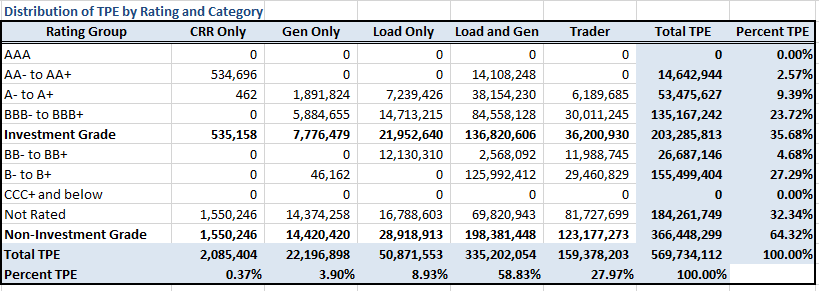 Distribution of TPE by Rating and Category
Rating Group CRR Only Gen Only Load Only Load and Gen Trader Total TPE Percent TPE
AAA 0 0 0 0 0 0 0.00%
AA- to AA+ 534,696 0 0 14,108,248 0 14,642,944 2.57%
A- to A+ 462 1,891,824 7,239,426 38,154,230 6,189,685 53,475,627 9.39%
BBB- to BBB+ 0 5,884,655 14,713,215 84,558,128 30,011,245 135,167,242 23.72%
Investment Grade 535,158 7,776,479 21,952,640 136,820,606 36,200,930 203,285,813 35.68%
BB- to BB+ 0 0 12,130,310 2,568,092 11,988,745 26,687,146 4.68%
B- to B+ 0 46,162 0 125,992,412 29,460,829 155,499,404 27.29%
CCC+ and below 0 0 0 0 0 0 0.00%
Not Rated 1,550,246 14,374,258 16,788,603 69,820,943 81,727,699 184,261,749 32.34%
Non-Investment Grade 1,550,246 14,420,420 28,918,913 198,381,448 123,177,273 366,448,299 64.32%
Total TPE 2,085,404 22,196,898 50,871,553 335,202,054 159,378,203 569,734,112 100.00%
Percent TPE 0.37% 3.90% 8.93% 58.83% 27.97% 100.00%